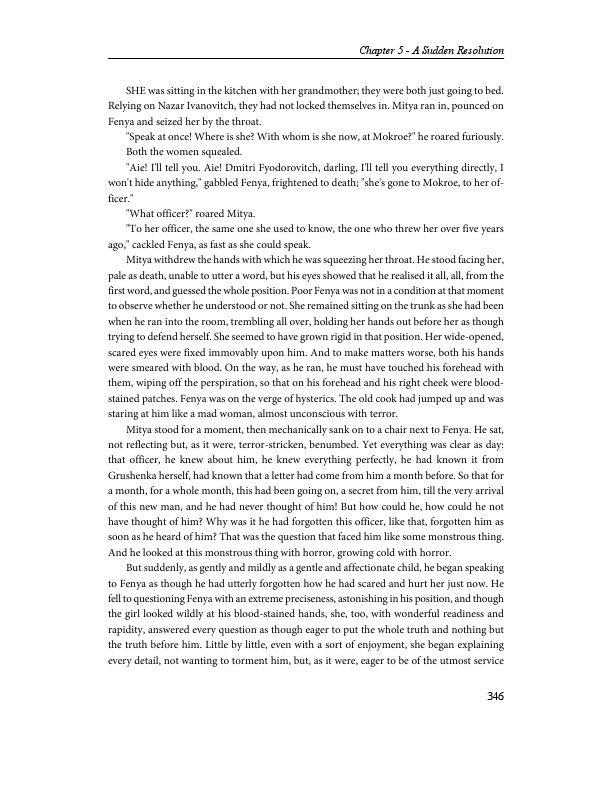 Chapter 5 - A Sudden Resolution
SHE was sitting in the kitchen with her grandmother; they were both just going to bed.
Relying on Nazar Ivanovitch, they had not locked themselves in. Mitya ran in, pounced on
Fenya and seized her by the throat.
"Speak at once! Where is she? With whom is she now, at Mokroe?" he roared furiously.
Both the women squealed.
"Aie! I'll tell you. Aie! Dmitri Fyodorovitch, darling, I'll tell you everything directly, I
won't hide anything," gabbled Fenya, frightened to death; "she's gone to Mokroe, to her of-
ficer."
"What officer?" roared Mitya.
"To her officer, the same one she used to know, the one who threw her over five years
ago," cackled Fenya, as fast as she could speak.
Mitya withdrew the hands with which he was squeezing her throat. He stood facing her,
pale as death, unable to utter a word, but his eyes showed that he realised it all, all, from the
first word, and guessed the whole position. Poor Fenya was not in a condition at that moment
to observe whether he understood or not. She remained sitting on the trunk as she had been
when he ran into the room, trembling all over, holding her hands out before her as though
trying to defend herself. She seemed to have grown rigid in that position. Her wide-opened,
scared eyes were fixed immovably upon him. And to make matters worse, both his hands
were smeared with blood. On the way, as he ran, he must have touched his forehead with
them, wiping off the perspiration, so that on his forehead and his right cheek were blood-
stained patches. Fenya was on the verge of hysterics. The old cook had jumped up and was
staring at him like a mad woman, almost unconscious with terror.
Mitya stood for a moment, then mechanically sank on to a chair next to Fenya. He sat,
not reflecting but, as it were, terror-stricken, benumbed. Yet everything was clear as day:
that officer, he knew about him, he knew everything perfectly, he had known it from
Grushenka herself, had known that a letter had come from him a month before. So that for
a month, for a whole month, this had been going on, a secret from him, till the very arrival
of this new man, and he had never thought of him! But how could he, how could he not
have thought of him? Why was it he had forgotten this officer, like that, forgotten him as
soon as he heard of him? That was the question that faced him like some monstrous thing.
And he looked at this monstrous thing with horror, growing cold with horror.
But suddenly, as gently and mildly as a gentle and affectionate child, he began speaking
to Fenya as though he had utterly forgotten how he had scared and hurt her just now. He
fell to questioning Fenya with an extreme preciseness, astonishing in his position, and though
the girl looked wildly at his blood-stained hands, she, too, with wonderful readiness and
rapidity, answered every question as though eager to put the whole truth and nothing but
the truth before him. Little by little, even with a sort of enjoyment, she began explaining
every detail, not wanting to torment him, but, as it were, eager to be of the utmost service
346